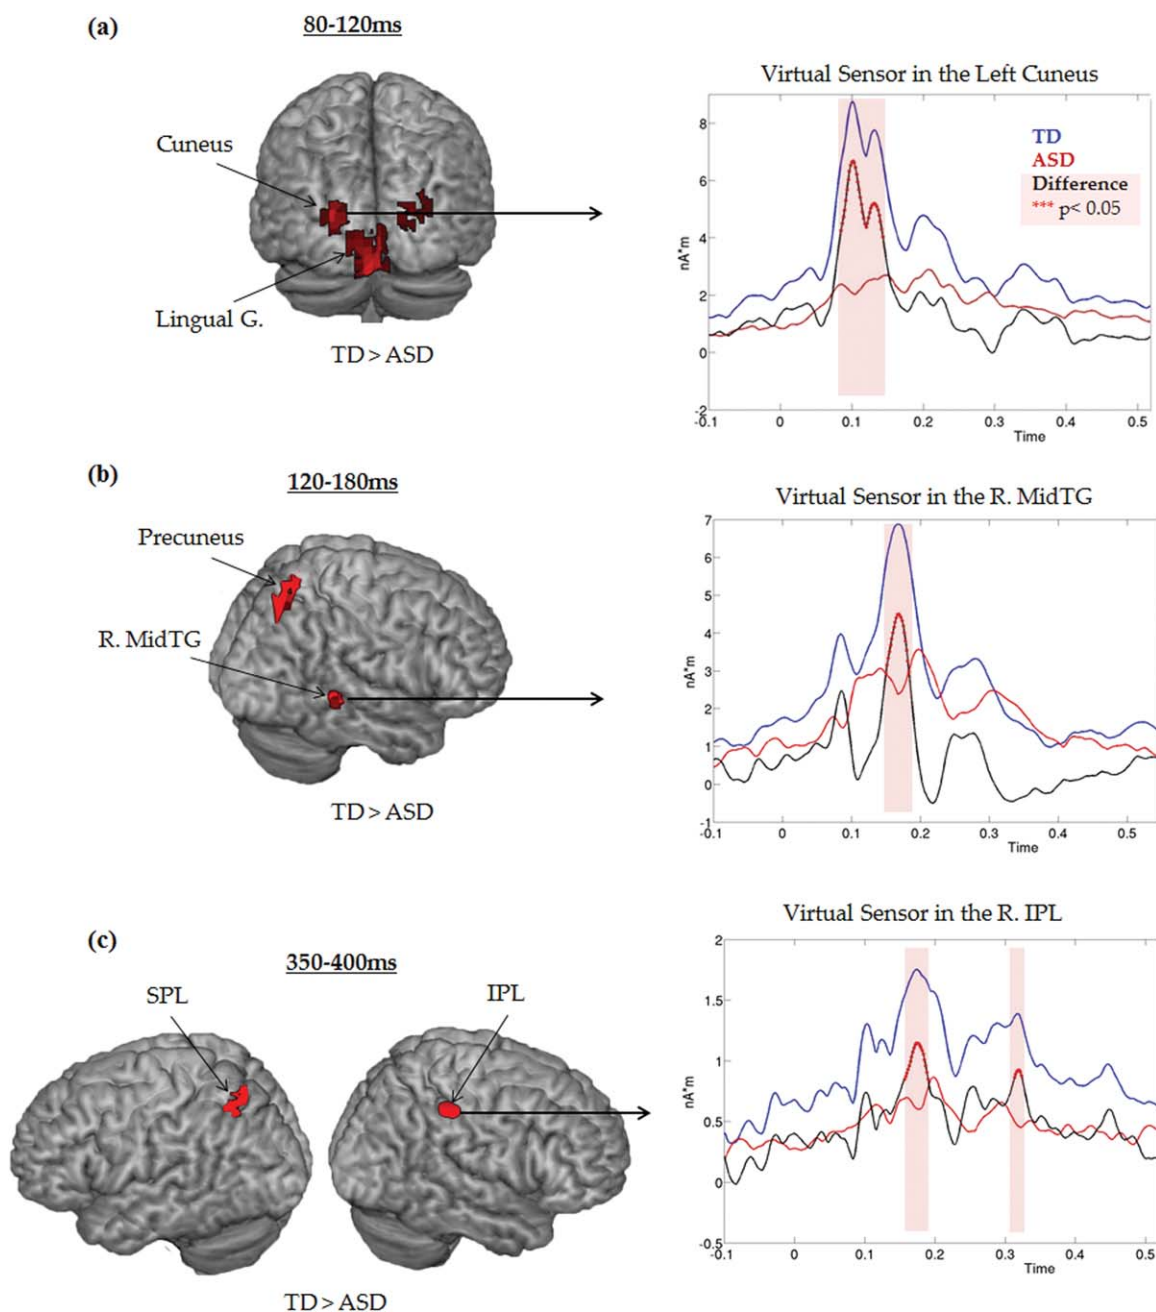 (a)
80-120ms
Cuneus
Lingual G.
TD > ASD
Virtual Sensor in the Left Cuneus
TD
ASD
Difference
*** p< 0.05
nA*m
8
6
4
2
0
-2
-0.1 0 0.1 0.2 0.3 0.4 0.5
Time
(b)
120-180ms
Precuneus
R. MidTG
TD > ASD
Virtual Sensor in the R. MidTG
nA*m
7
6
5
4
3
2
1
0
-1
-0.1 0 0.1 0.2 0.3 0.4 0.5
Time
(c)
350-400ms
SPL
IPL
TD > ASD
Virtual Sensor in the R. IPL
nA*m
2
1.5
1
0.5
0
-0.5
-0.1 0 0.1 0.2 0.3 0.4 0.5
Time